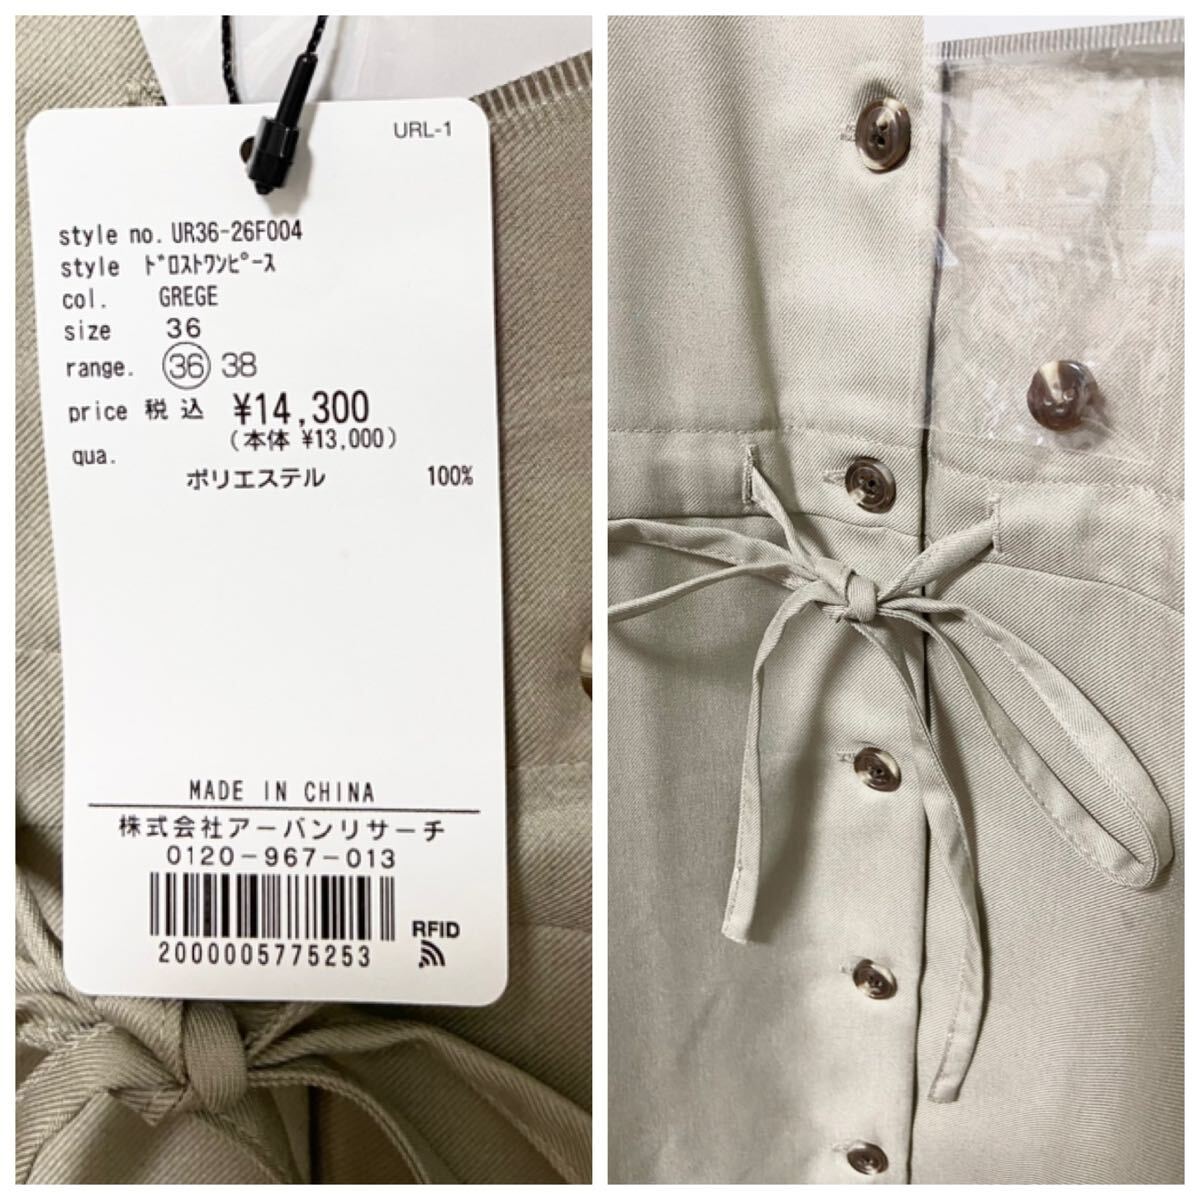 URL-1
style no. UR36-26F004
style ﾄﾞﾛｽﾄﾜﾝﾋﾟｰｽ
col. GREGE
size 36
range. 36 38
price 税込 ¥14,300
(本体 ¥13,000)
qua.
ポリエステル 100%
MADE IN CHINA
株式会社アーバンリサーチ
0120-967-013
RFID
2000005775253